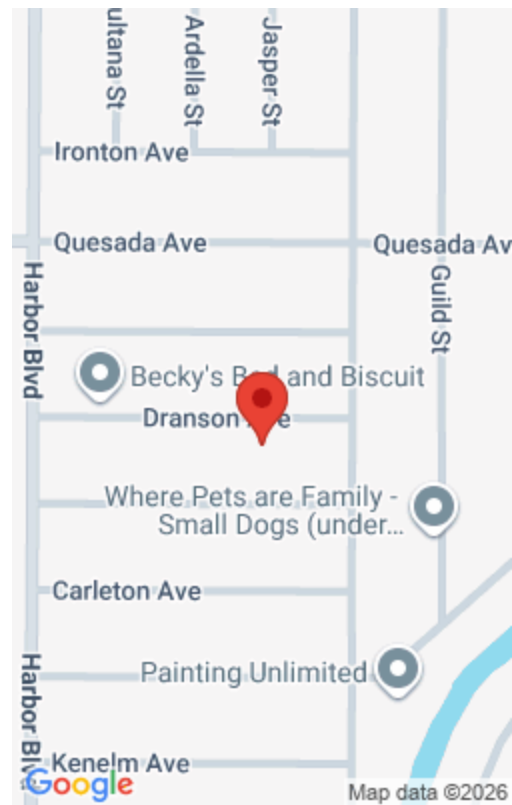 ultana St
Ardella St
Jasper St
Ironton Ave
Quesada Ave
Quesada Av
Harbor Blvd
Guild St
Becky's Bed and Biscuit
Dranson Ave
Where Pets are Family -
Small Dogs (under...
Carleton Ave
Painting Unlimited
Harbor Blv
Kenelm Ave
Google
Map data ©2026